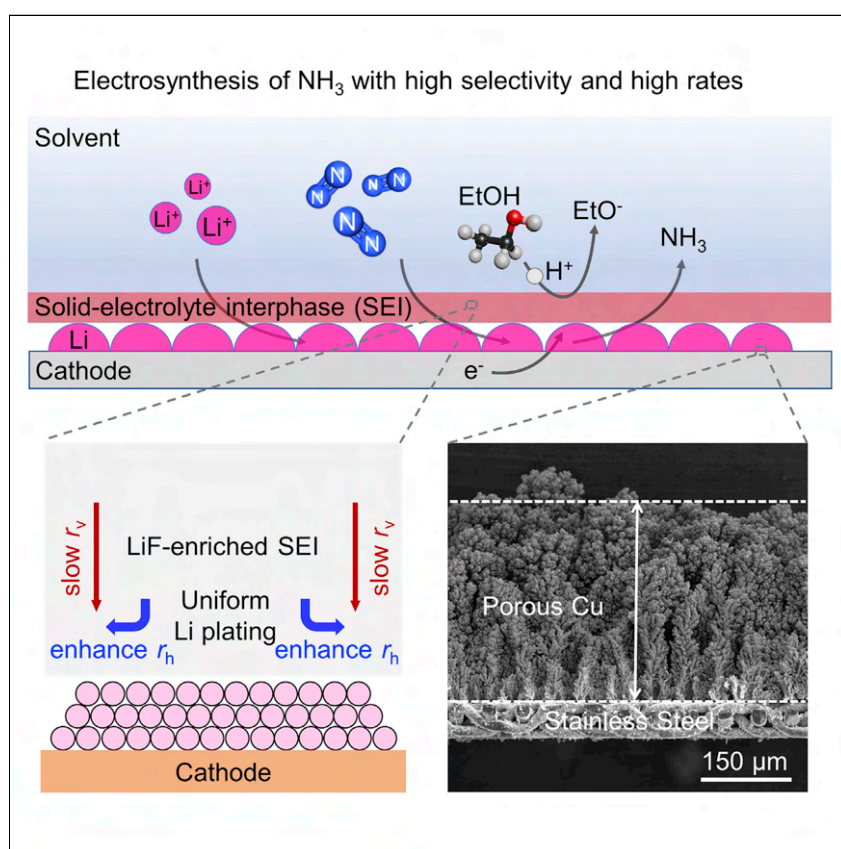 Electrosynthesis of NH₃ with high selectivity and high rates
Solvent
Li⁺
Li⁺
Li⁺
N
N
N
N
N
N
EtOH
EtO⁻
H⁺
NH₃
Solid-electrolyte interphase (SEI)
Li
Cathode
e⁻
slow rᵥ
LiF-enriched SEI
slow rᵥ
Uniform
Li plating
enhance rₕ
enhance rₕ
Cathode
Porous Cu
Stainless Steel
150 μm